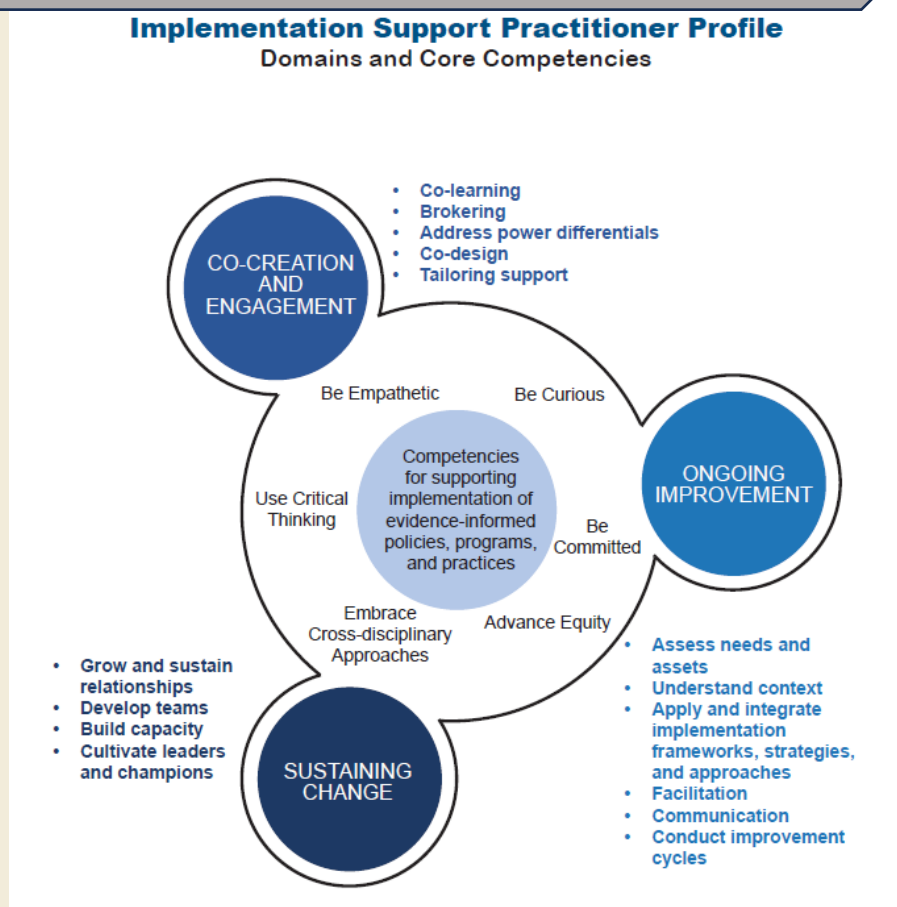 Implementation Support Practitioner Profile
Domains and Core Competencies
CO-CREATION
AND
ENGAGEMENT
• Co-learning
• Brokering
• Address power differentials
• Co-design
• Tailoring support
Be Empathetic
Be Curious
Use Critical
Thinking
Competencies
for supporting
implementation of
evidence-informed
policies, programs,
and practices
Be
Committed
Embrace
Cross-disciplinary
Approaches
Advance Equity
ONGOING
IMPROVEMENT
• Assess needs and
assets
• Understand context
• Apply and integrate
implementation
frameworks, strategies,
and approaches
• Facilitation
• Communication
• Conduct improvement
cycles
• Grow and sustain
relationships
• Develop teams
• Build capacity
• Cultivate leaders
and champions
SUSTAINING
CHANGE